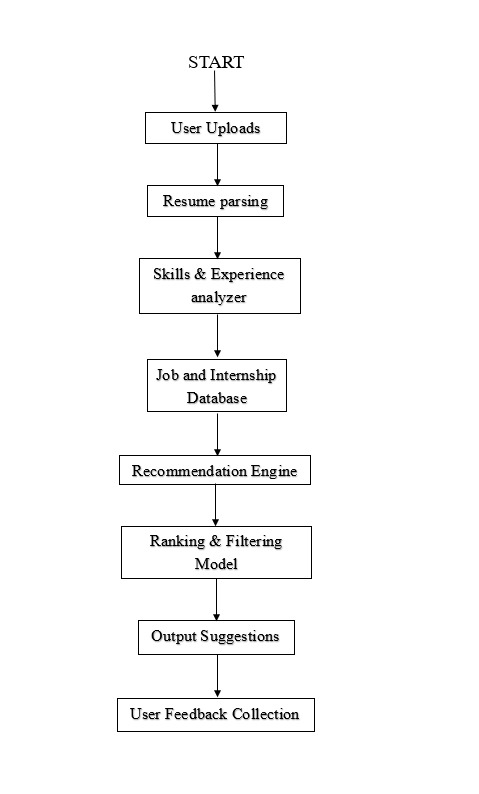 START
User Uploads
Resume parsing
Skills & Experience
analyzer
Job and Internship
Database
Recommendation Engine
Ranking & Filtering
Model
Output Suggestions
User Feedback Collection